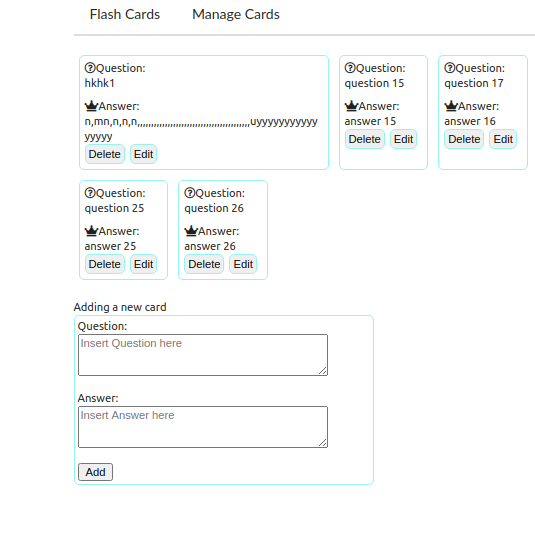 Flash Cards Manage Cards
Question:
hkhk1
Answer:
n,mn,n,n,n,,,,,,,,,,,,,,,,,,,,,,,,,,,,,,,,,,,,,,,,,uyyyyyyyyyyy
yyyyy
Delete Edit
Question:
question 15
Answer:
answer 15
Delete Edit
Question:
question 17
Answer:
answer 16
Delete Edit
Question:
question 25
Answer:
answer 25
Delete Edit
Question:
question 26
Answer:
answer 26
Delete Edit
Adding a new card
Question:
Insert Question here
Answer:
Insert Answer here
Add